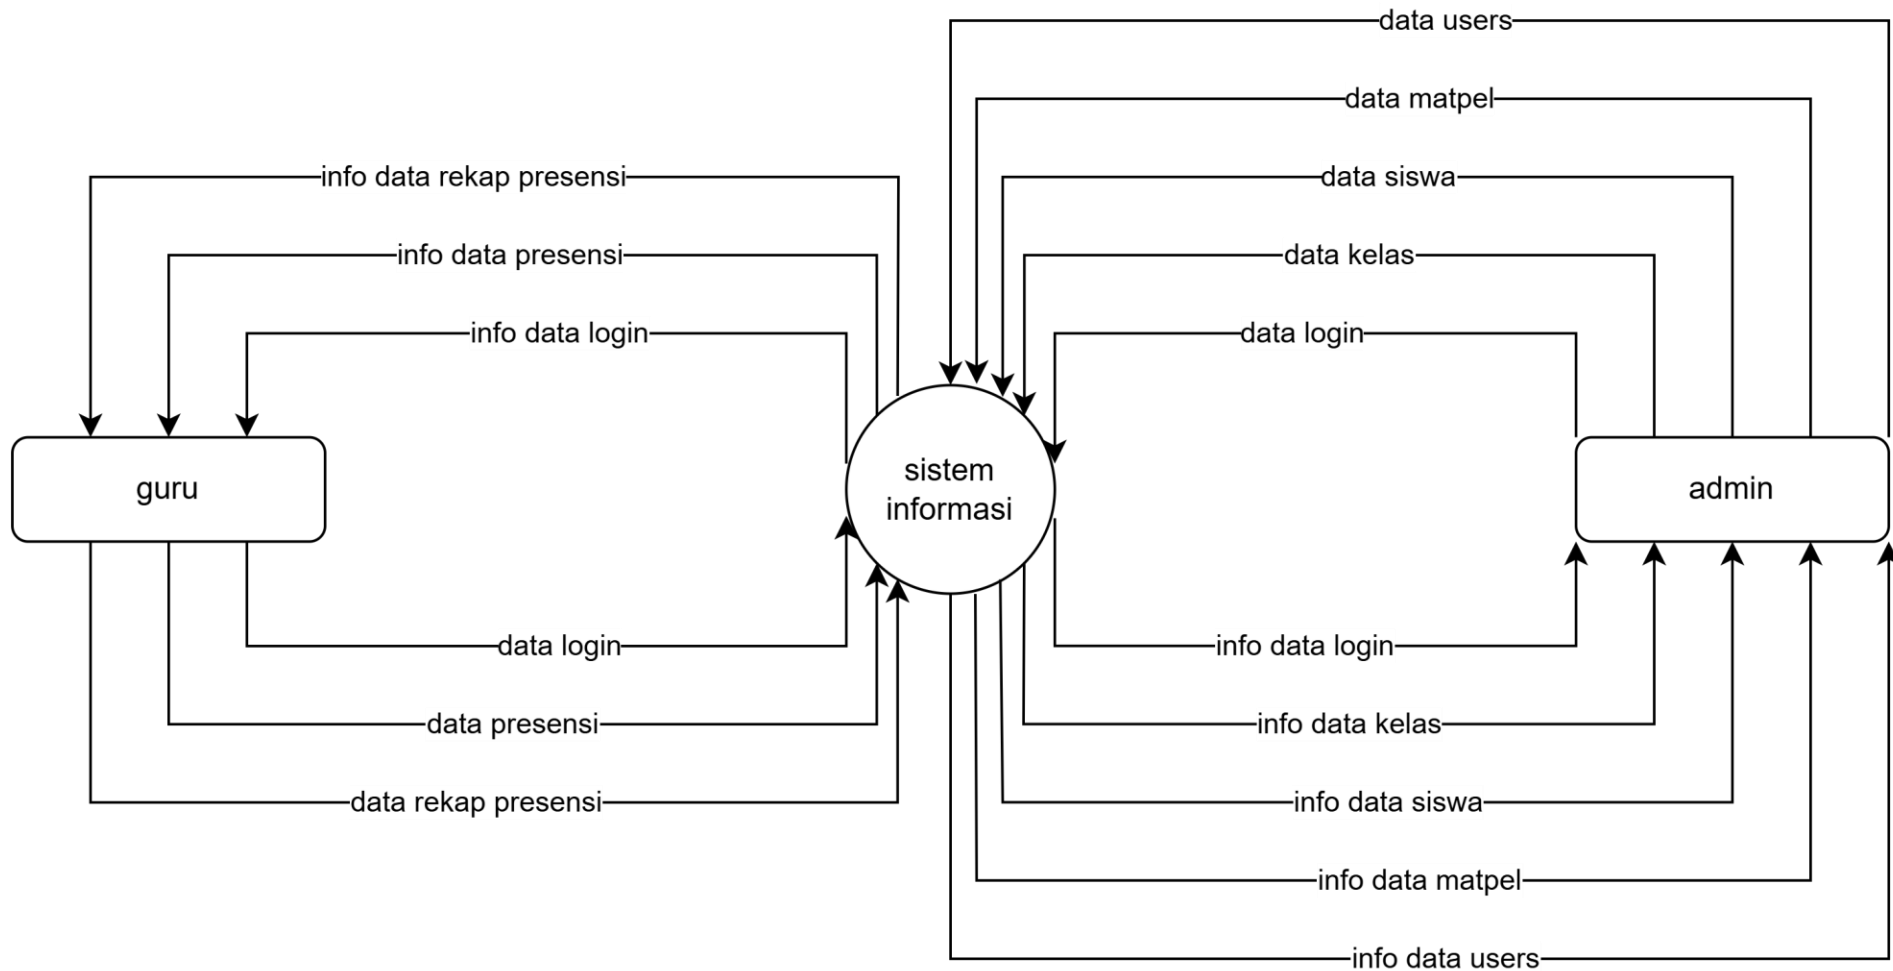 data users
data matpel
info data rekap presensi
data siswa
info data presensi
data kelas
info data login
data login
guru
sistem
informasi
admin
data login
info data login
data presensi
info data kelas
data rekap presensi
info data siswa
info data matpel
info data users